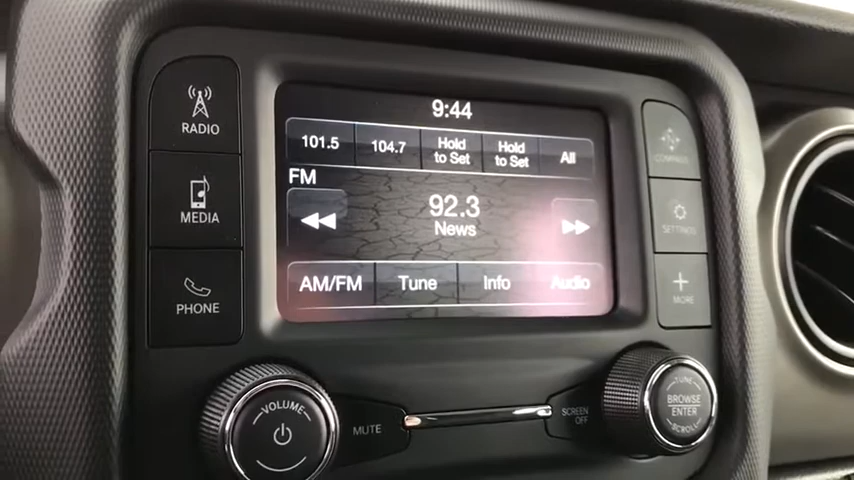 9:44
RADIO
101.5
104.7
Hold
to Set
Hold
to Set
All
COMPASS
FM
MEDIA
92.3
News
SETTINGS
PHONE
AM/FM
Tune
Info
Audio
MORE
VOLUME
MUTE
SCREEN
OFF
TUNE
BROWSE
ENTER
SCROLL